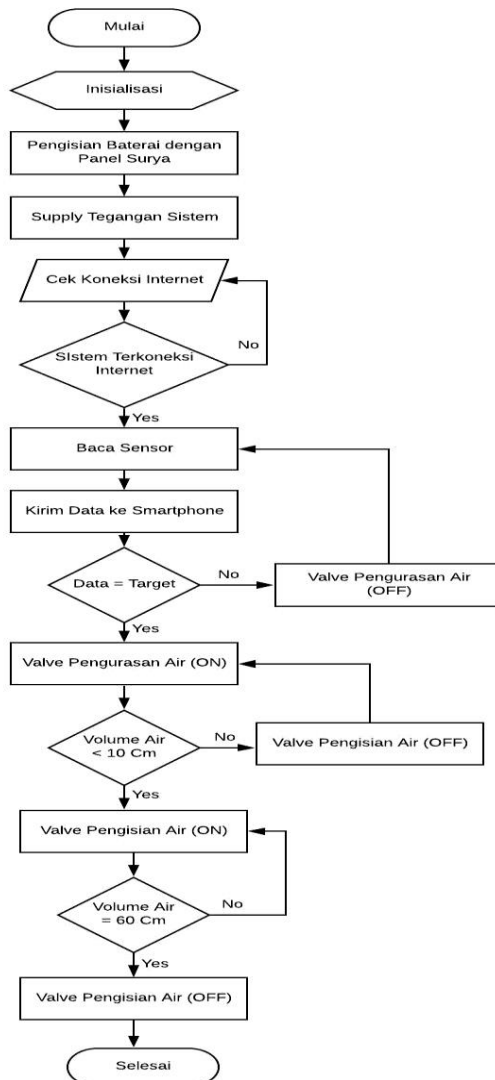 Mulai
Inisialisasi
Pengisian Baterai dengan
Panel Surya
Supply Tegangan Sistem
Cek Koneksi Internet
No
SIstem Terkoneksi
Internet
Yes
Baca Sensor
Kirim Data ke Smartphone
Data = Target
No
Valve Pengurasan Air
(OFF)
Yes
Valve Pengurasan Air (ON)
Volume Air
< 10 Cm
No
Valve Pengisian Air (OFF)
Yes
Valve Pengisian Air (ON)
Volume Air
= 60 Cm
No
Yes
Valve Pengisian Air (OFF)
Selesai